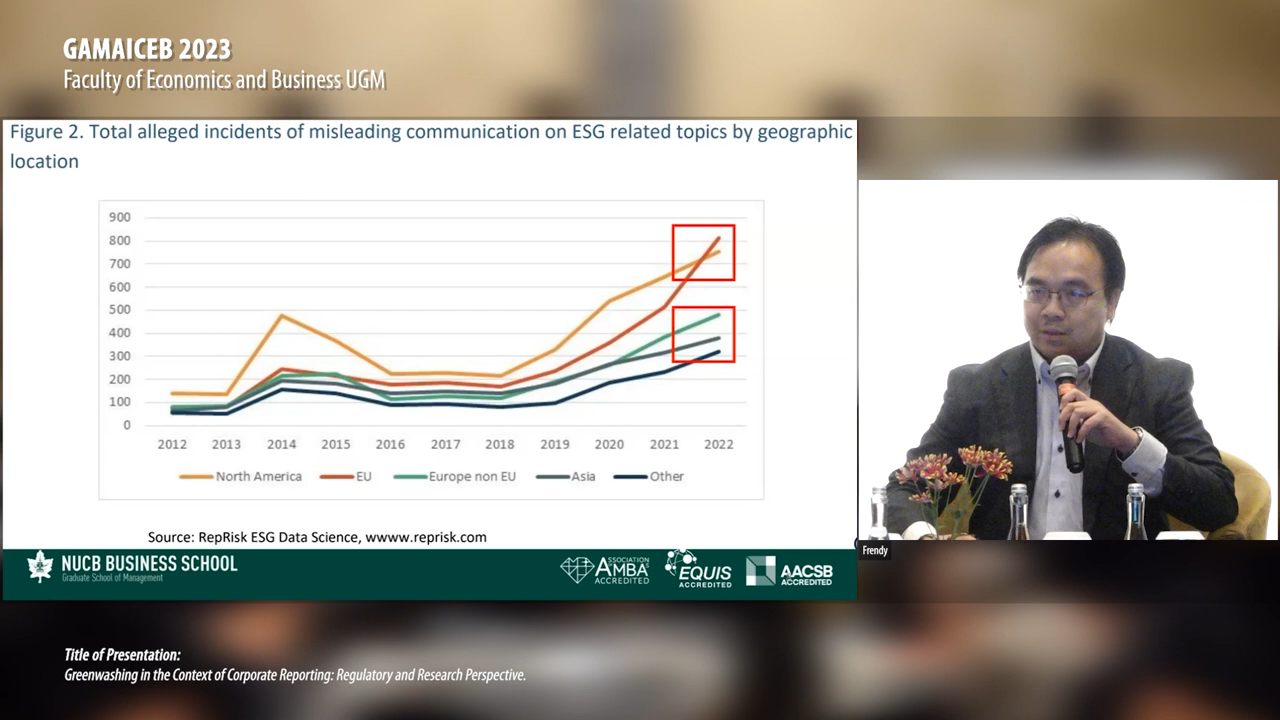 GAMAICEB 2023
Faculty of Economics and Business UGM
Figure 2. Total alleged incidents of misleading communication on ESG related topics by geographic
location
900
800
700
600
500
400
300
200
100
0
2012 2013 2014 2015 2016 2017 2018 2019 2020 2021 2022
North America EU Europe non EU Asia Other
Source: RepRisk ESG Data Science, wwww.reprisk.com
NUCB BUSINESS SCHOOL
Graduate School of Management
ASSOCIATION
AMBA
ACCREDITED
EQUIS
ACCREDITED
AACSB
ACCREDITED
Frendy
Title of Presentation:
Greenwashing in the Context of Corporate Reporting: Regulatory and Research Perspective.